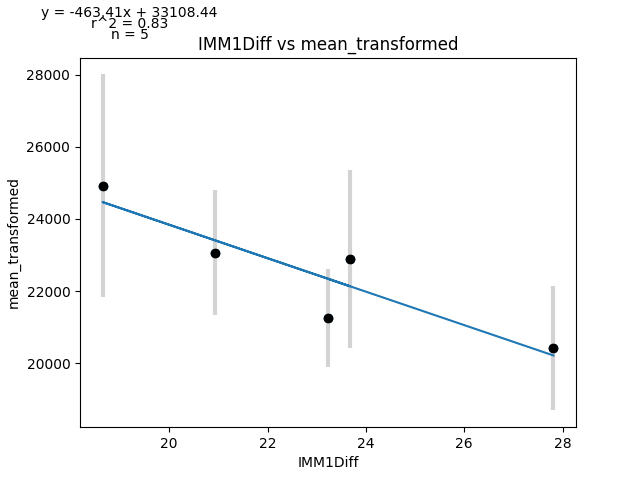 y = -463.41x + 33108.44
r^2 = 0.83
n = 5
IMM1Diff vs mean_transformed
28000
26000
24000
22000
20000
mean_transformed
20
22
24
26
28
IMM1Diff